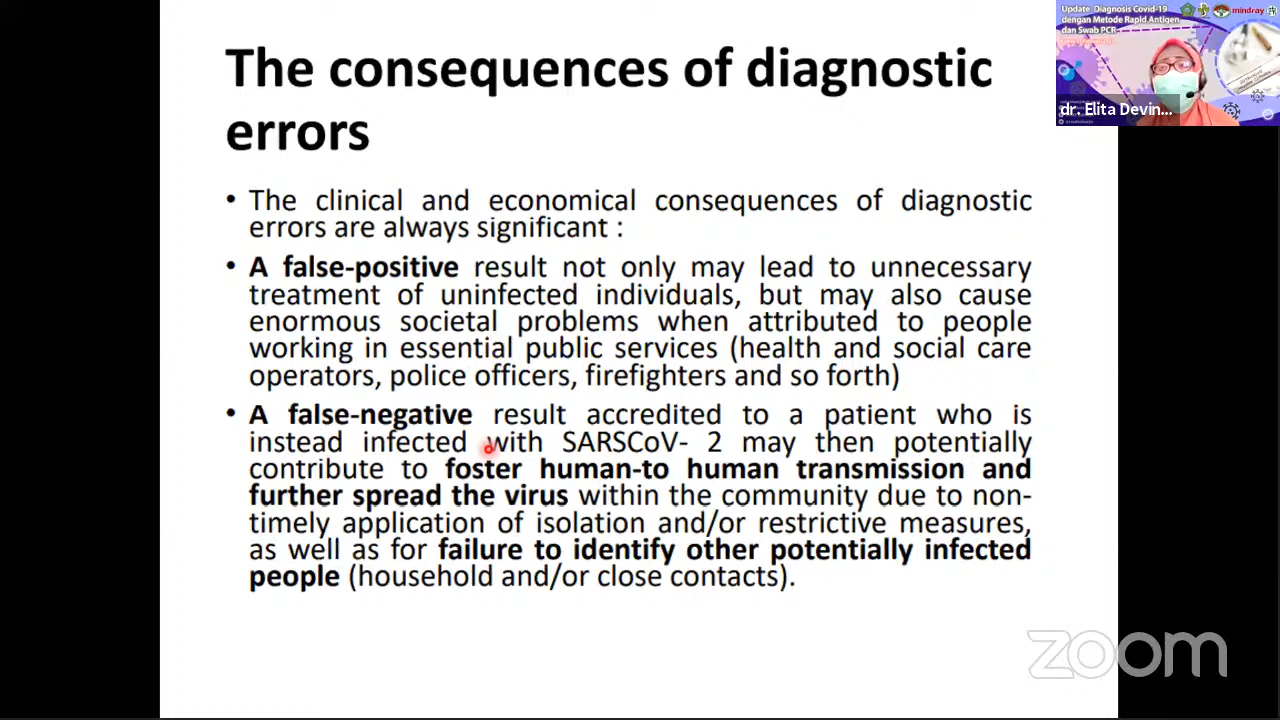 The consequences of diagnostic
errors
• The clinical and economical consequences of diagnostic
errors are always significant :
• A false-positive result not only may lead to unnecessary
treatment of uninfected individuals, but may also cause
enormous societal problems when attributed to people
working in essential public services (health and social care
operators, police officers, firefighters and so forth)
• A false-negative result accredited to a patient who is
instead infected with SARSCoV- 2 may then potentially
contribute to foster human-to human transmission and
further spread the virus within the community due to non-
timely application of isolation and/or restrictive measures,
as well as for failure to identify other potentially infected
people (household and/or close contacts).
Update Diagnosis Covid-19
dengan Metode Rapid Antigen
dan Swab PCR
mindray
dr. Elita Devin...
zoom